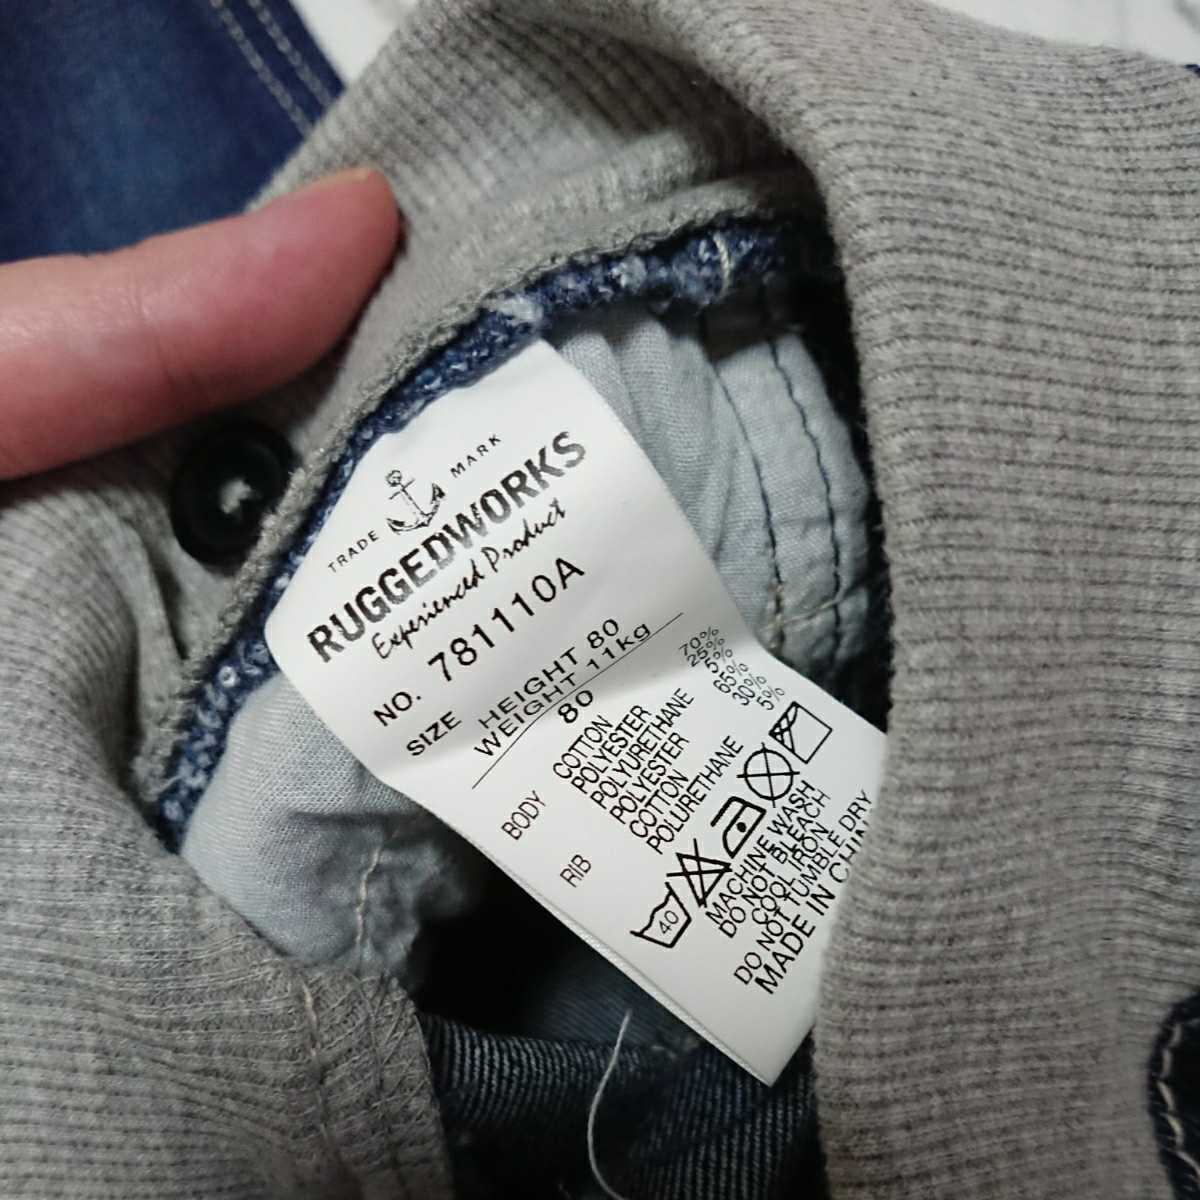 TRADE MARK
RUGGEDWORKS
Experienced Product
NO. 781110A
SIZE HEIGHT 80
WEIGHT 11kg
80
BODY COTTON 70%
POLYESTER 25%
POLYURETHANE 5%
RIB POLYESTER 65%
COTTON 30%
POLURETHANE 5%
40
MACHINE WASH
DO NOT BLEACH
COOL IRON
DO NOT TUMBLE DRY
MADE IN CHINA